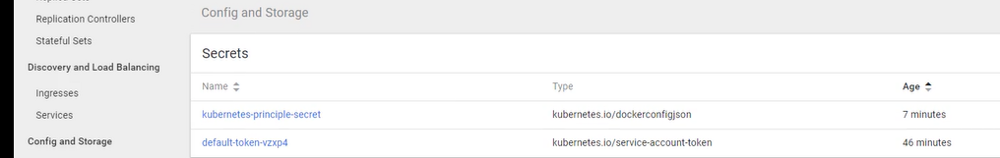 Config and Storage
Replication Controllers
Stateful Sets
Discovery and Load Balancing
Ingresses
Services
Config and Storage
Secrets
Name Type Age
kubernetes-principle-secret kubernetes.io/dockerconfigjson 7 minutes
default-token-vzxp4 kubernetes.io/service-account-token 46 minutes